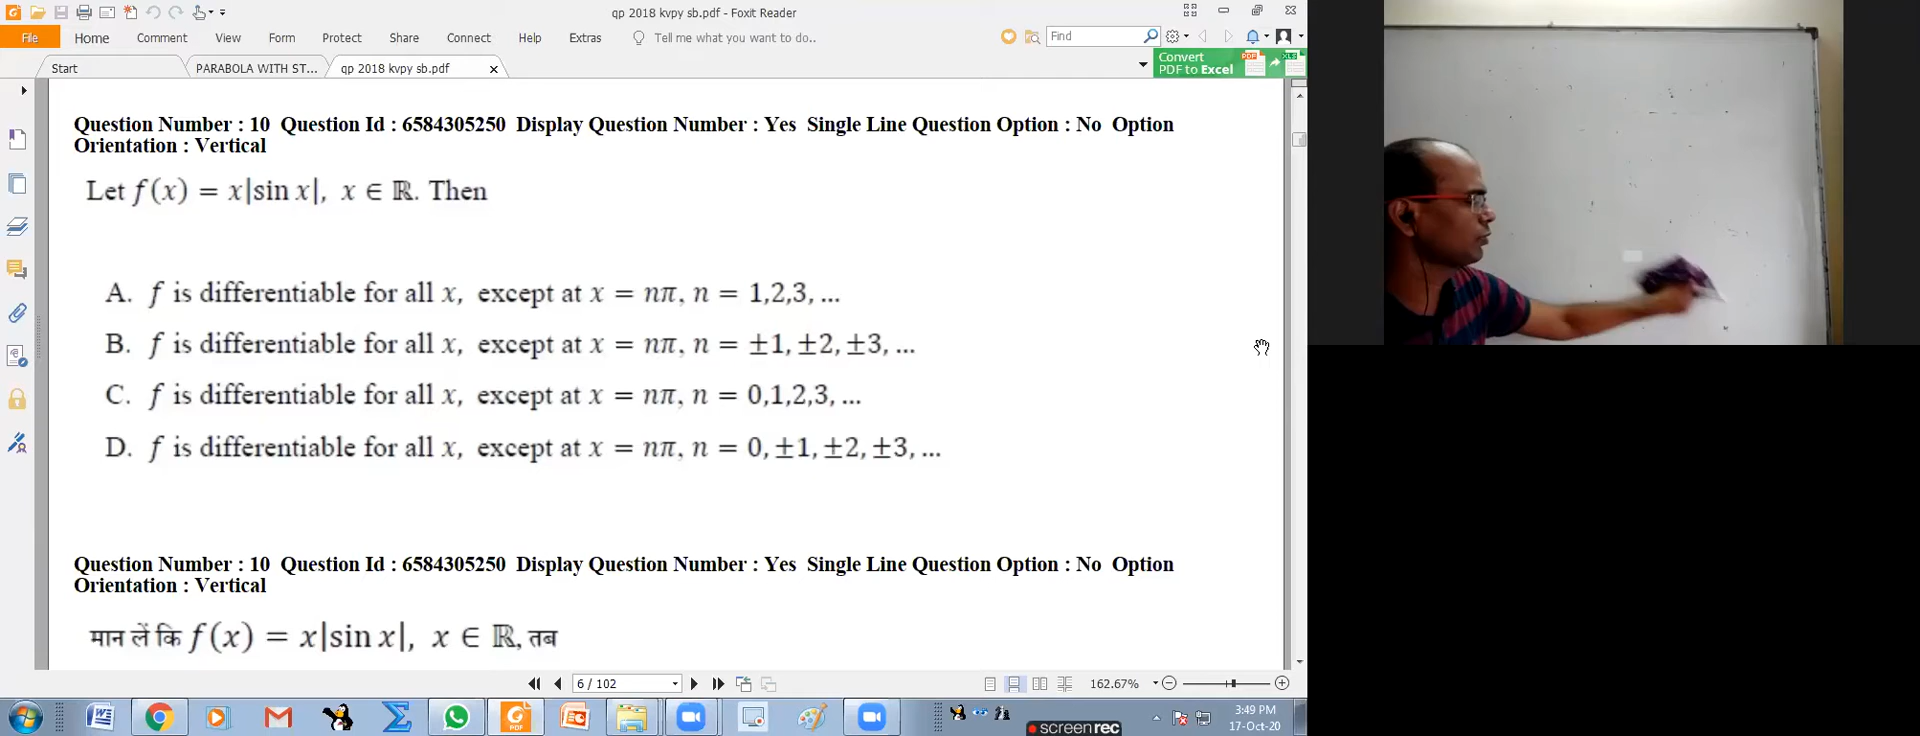 qp 2018 kvpy sb.pdf - Foxit Reader
File Home Comment View Form Protect Share Connect Help Extras Tell me what you want to do.. Find
Start PARABOLA WITH ST... qp 2018 kvpy sb.pdf
Convert
PDF to Excel
Question Number : 10 Question Id : 6584305250 Display Question Number : Yes Single Line Question Option : No Option
Orientation : Vertical
Let f(x) = x|sin x|, x ∈ ℝ. Then
A. f is differentiable for all x, except at x = nπ, n = 1,2,3, ...
B. f is differentiable for all x, except at x = nπ, n = ±1, ±2, ±3, ...
C. f is differentiable for all x, except at x = nπ, n = 0,1,2,3, ...
D. f is differentiable for all x, except at x = nπ, n = 0, ±1, ±2, ±3, ...
Question Number : 10 Question Id : 6584305250 Display Question Number : Yes Single Line Question Option : No Option
Orientation : Vertical
मान लें कि f(x) = x|sin x|, x ∈ ℝ, तब
6 / 102
162.67%
3:49 PM
17-Oct-20
screenrec